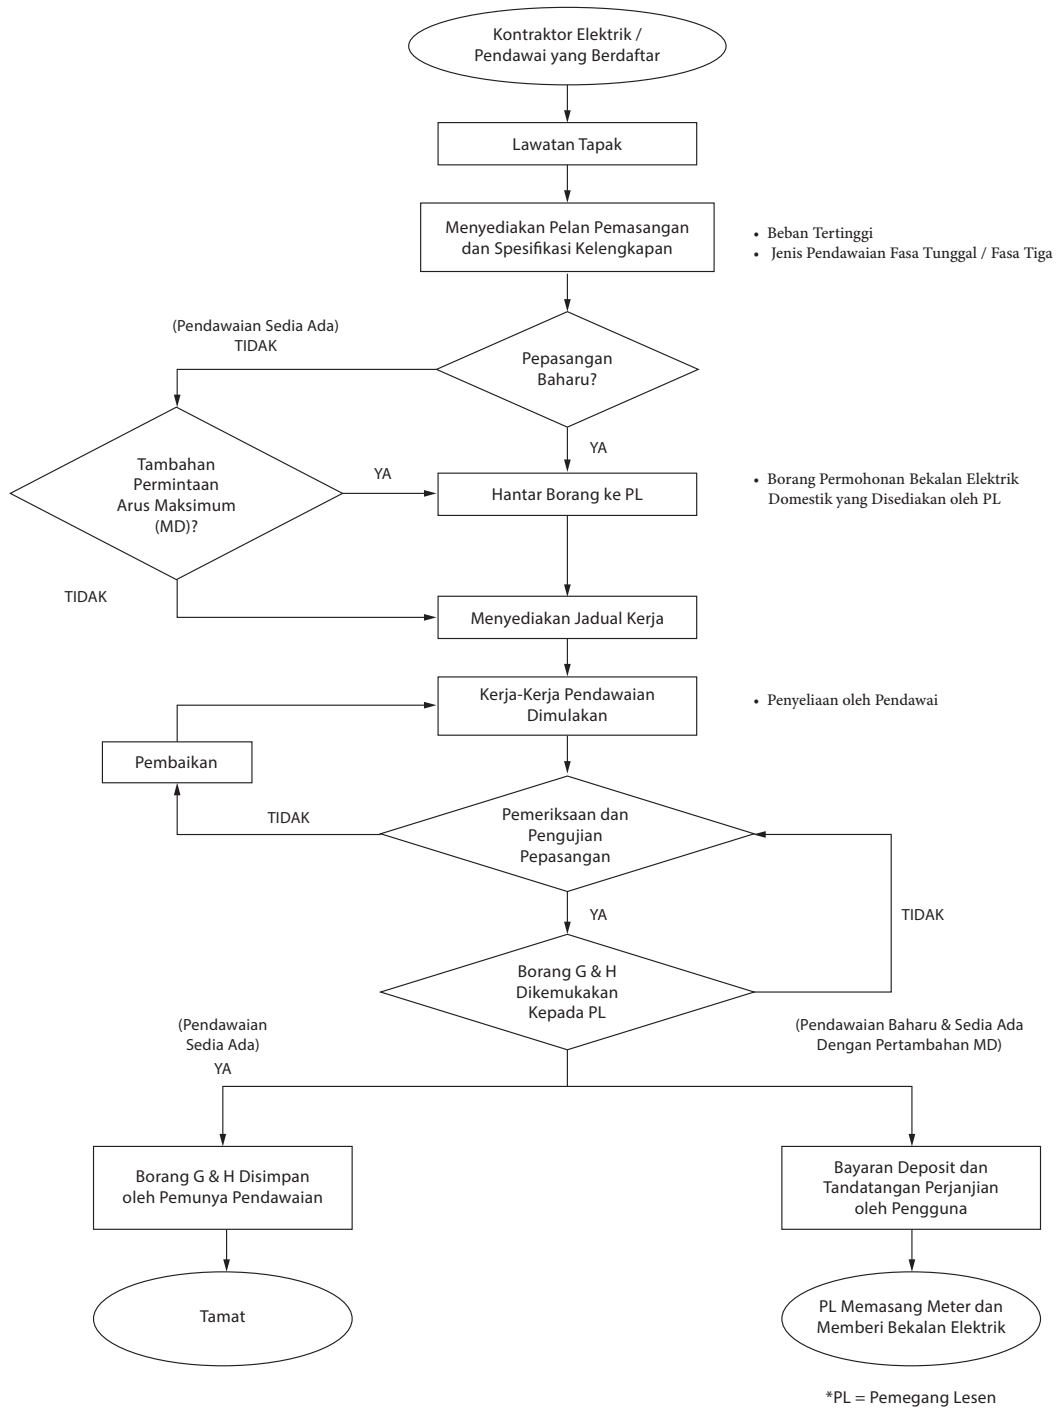 Kontraktor Elektrik /
Pendawai yang Berdaftar
Lawatan Tapak
Menyediakan Pelan Pemasangan
dan Spesifikasi Kelengkapan
• Beban Tertinggi
• Jenis Pendawaian Fasa Tunggal / Fasa Tiga
(Pendawaian Sedia Ada)
TIDAK
Pepasangan
Baharu?
YA
Tambahan
Permintaan
Arus Maksimum
(MD)?
YA
Hantar Borang ke PL
• Borang Permohonan Bekalan Elektrik
Domestik yang Disediakan oleh PL
TIDAK
Menyediakan Jadual Kerja
Kerja-Kerja Pendawaian
Dimulakan
• Penyeliaan oleh Pendawai
Pembaikan
TIDAK
Pemeriksaan dan
Pengujian
Pepasangan
YA
TIDAK
Borang G & H
Dikemukakan
Kepada PL
(Pendawaian
Sedia Ada)
YA
(Pendawaian Baharu & Sedia Ada
Dengan Pertambahan MD)
Borang G & H Disimpan
oleh Pemunya Pendawaian
Bayaran Deposit dan
Tandatangan Perjanjian
oleh Pengguna
Tamat
PL Memasang Meter dan
Memberi Bekalan Elektrik
*PL = Pemegang Lesen